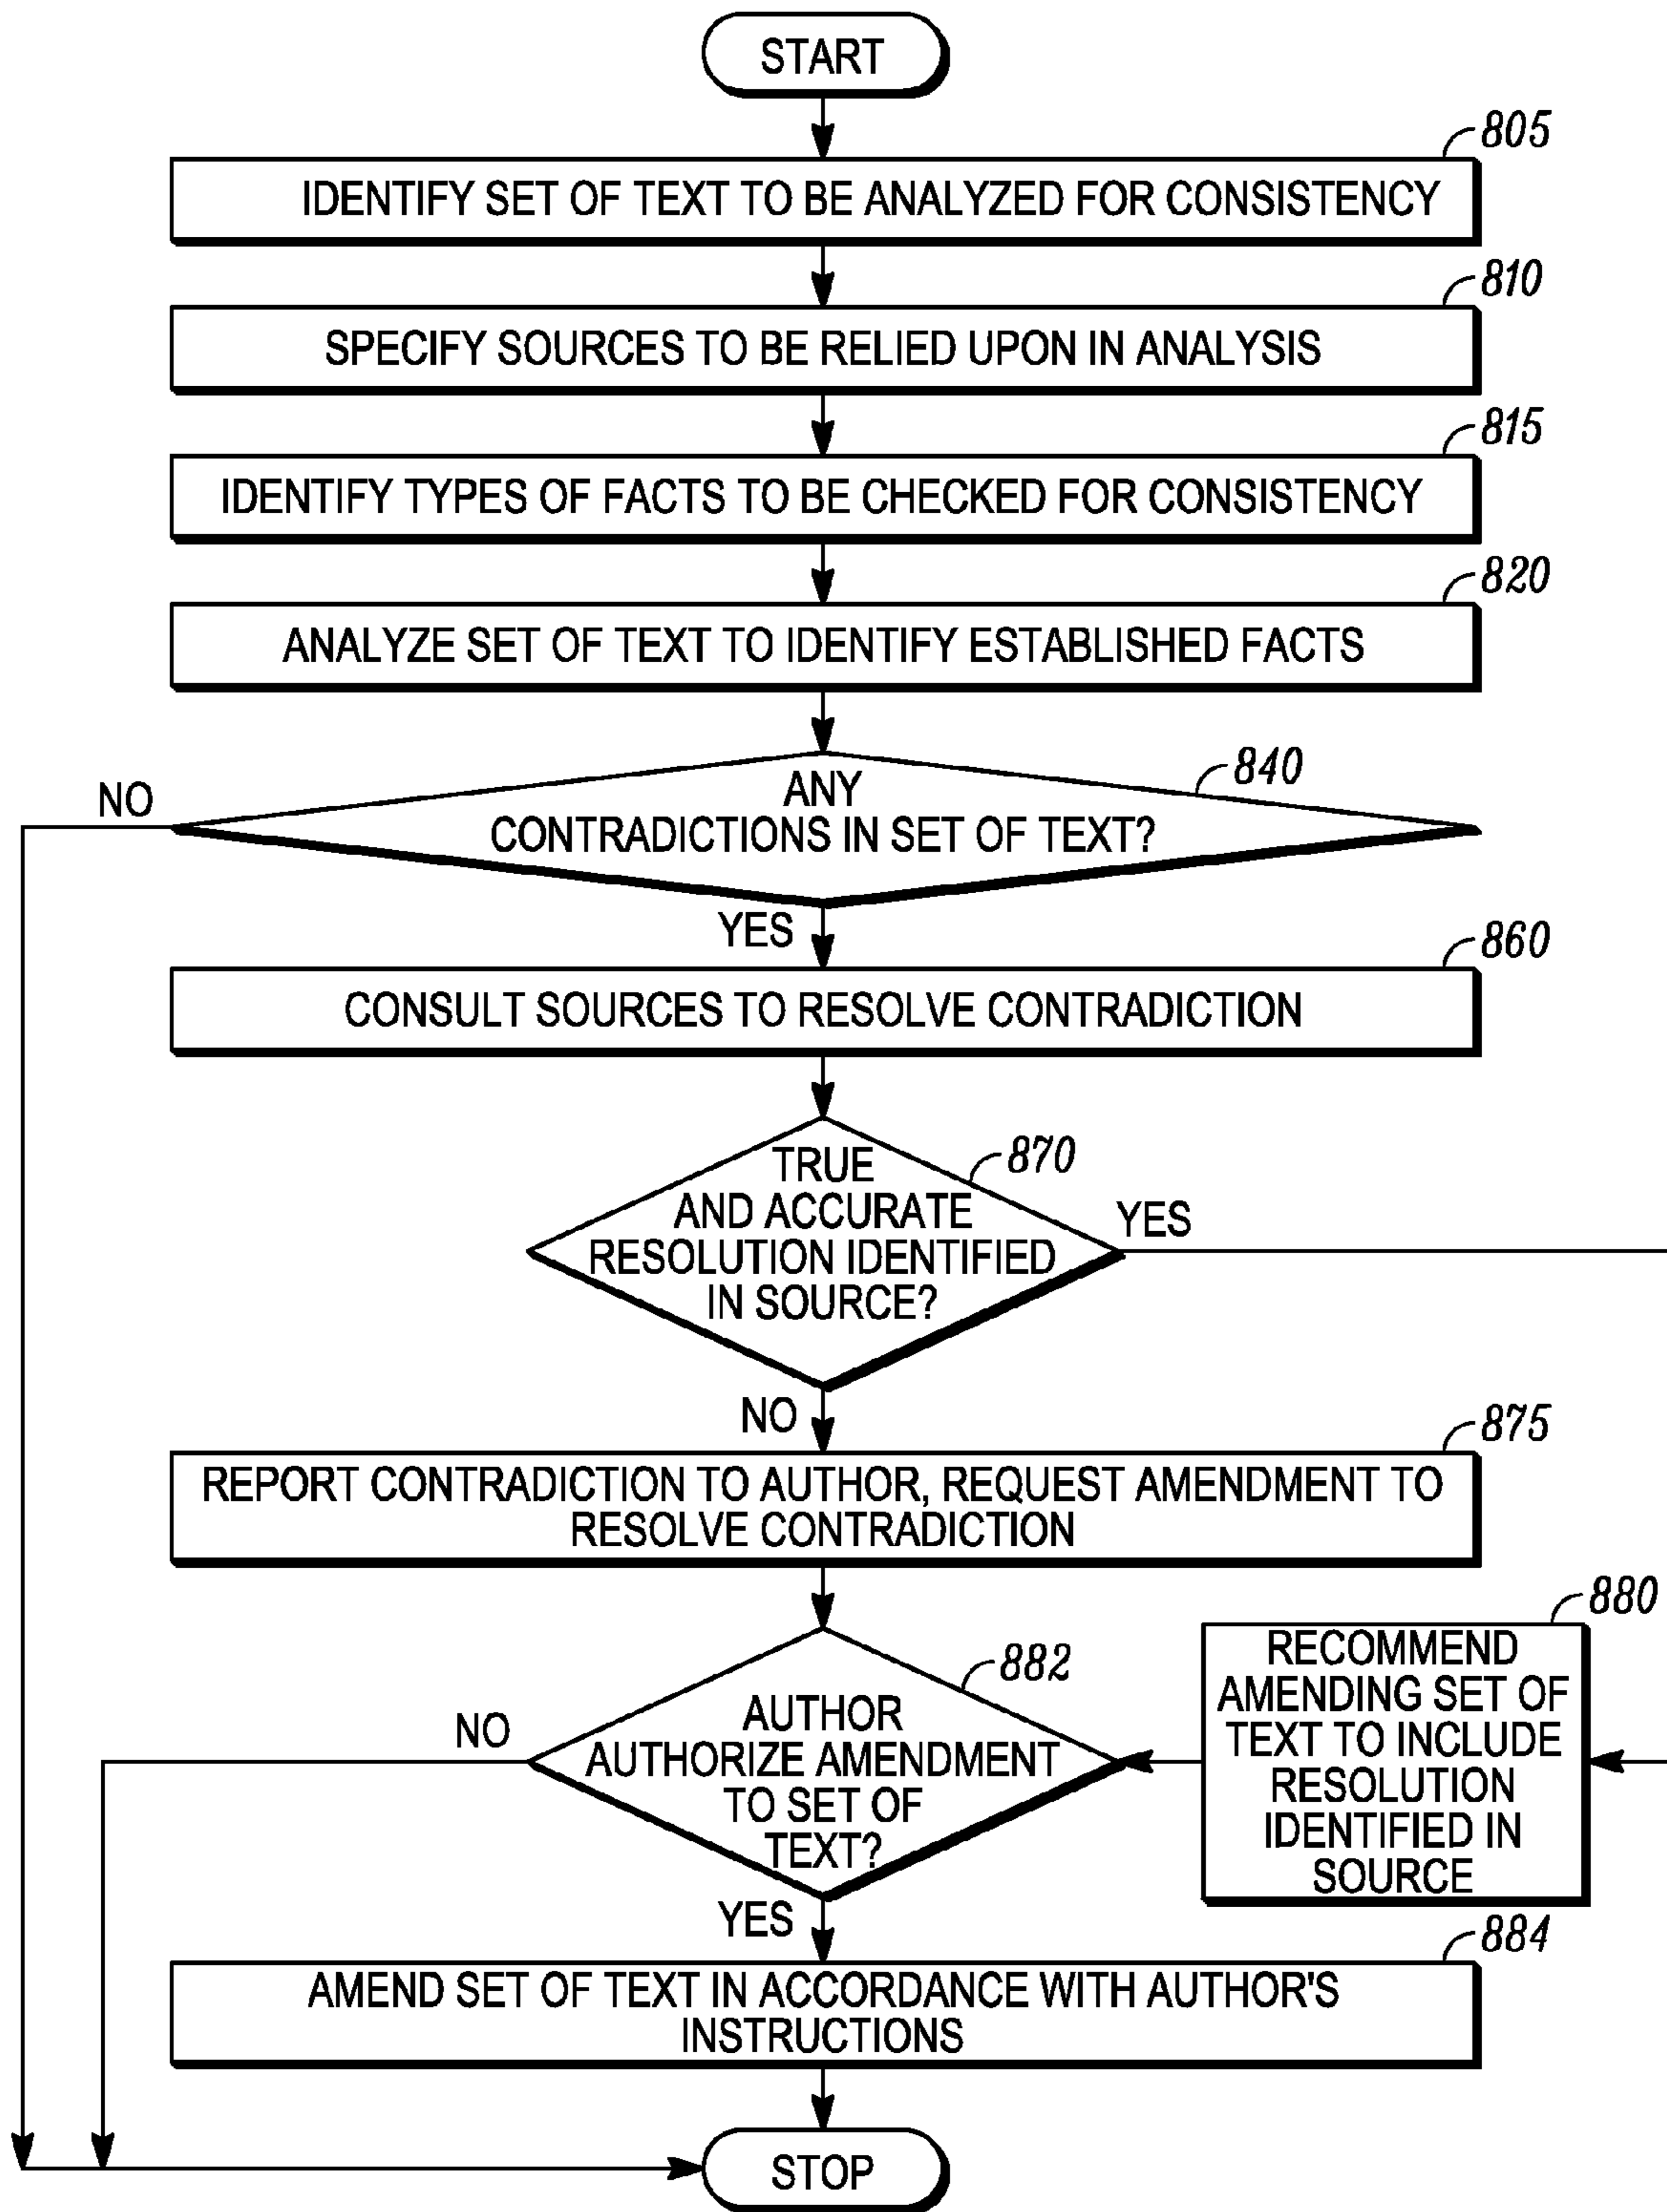 START
805
IDENTIFY SET OF TEXT TO BE ANALYZED FOR CONSISTENCY
810
SPECIFY SOURCES TO BE RELIED UPON IN ANALYSIS
815
IDENTIFY TYPES OF FACTS TO BE CHECKED FOR CONSISTENCY
820
ANALYZE SET OF TEXT TO IDENTIFY ESTABLISHED FACTS
840
NO
ANY
CONTRADICTIONS IN SET OF TEXT?
YES
860
CONSULT SOURCES TO RESOLVE CONTRADICTION
870
TRUE
AND ACCURATE
RESOLUTION IDENTIFIED
IN SOURCE?
YES
NO
875
REPORT CONTRADICTION TO AUTHOR, REQUEST AMENDMENT TO
RESOLVE CONTRADICTION
880
RECOMMEND
AMENDING SET OF
TEXT TO INCLUDE
RESOLUTION
IDENTIFIED IN
SOURCE
882
NO
AUTHOR
AUTHORIZE AMENDMENT
TO SET OF
TEXT?
YES
884
AMEND SET OF TEXT IN ACCORDANCE WITH AUTHOR'S
INSTRUCTIONS
STOP